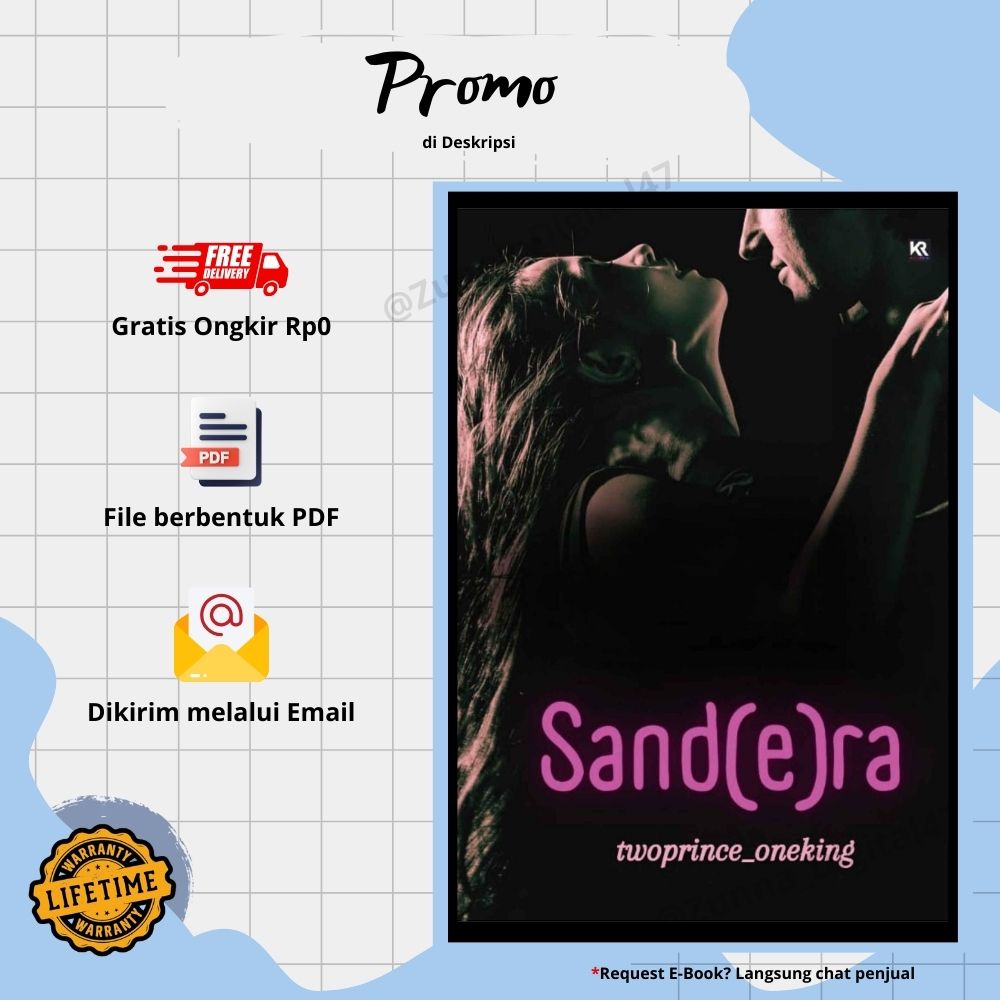 Promo
di Deskripsi
FREE
DELIVERY
Gratis Ongkir Rp0
PDF
File berbentuk PDF
@
Dikirim melalui Email
WARRANTY
LIFETIME
WARRANTY
KR
Sand(e)ra
twoprince_oneking
*Request E-Book? Langsung chat penjual